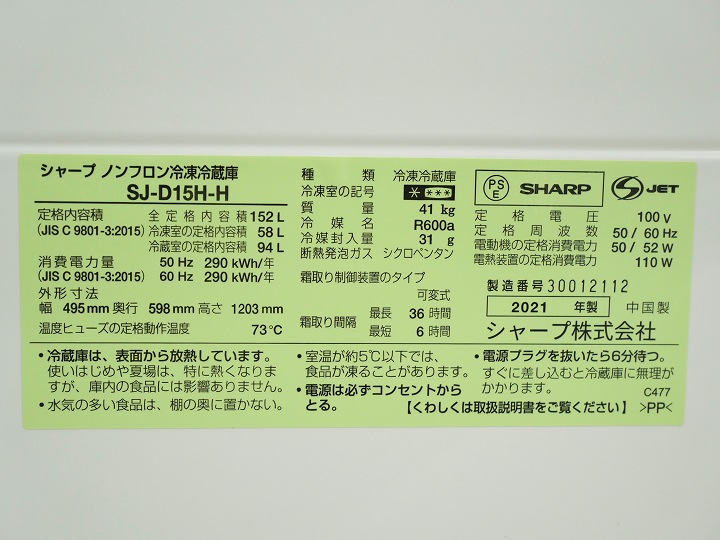 シャープ ノンフロン冷凍冷蔵庫
SJ-D15H-H
定格内容積 全定格内容積 152 L
(JIS C 9801-3:2015) 冷凍室の定格内容積 58 L
冷蔵室の定格内容積 94 L
消費電力量 50 Hz 290 kWh/年
(JIS C 9801-3:2015) 60 Hz 290 kWh/年
外形寸法
幅 495mm 奥行 598mm 高さ 1203mm
温度ヒューズの定格動作温度 73℃
種類 冷凍冷蔵庫
冷凍室の記号 * ***
質量 41 kg
冷媒名 R600a
冷媒封入量 31 g
断熱発泡ガス シクロペンタン
霜取り制御装置のタイプ
可変式
霜取り間隔 最長 36 時間
最短 6 時間
PS E SHARP S JET
定格電圧 100 V
定格周波数 50 / 60 Hz
電動機の定格消費電力 50 / 52 W
電熱装置の定格消費電力 110 W
製造番号 30012112
2021 年製 中国製
シャープ株式会社
・冷蔵庫は、表面から放熱しています。
使いはじめや夏場は、特に熱くなりま
すが、庫内の食品には影響ありません。
・水気の多い食品は、棚の奥に置かない。
・室温が約5℃以下では、
食品が凍ることがあります。
・電源は必ずコンセントから
とる。
・電源プラグを抜いたら6分待つ。
すぐに差し込むと冷蔵庫に無理が
かかります。 C477
【くわしくは取扱説明書をご覧ください】 >PP<